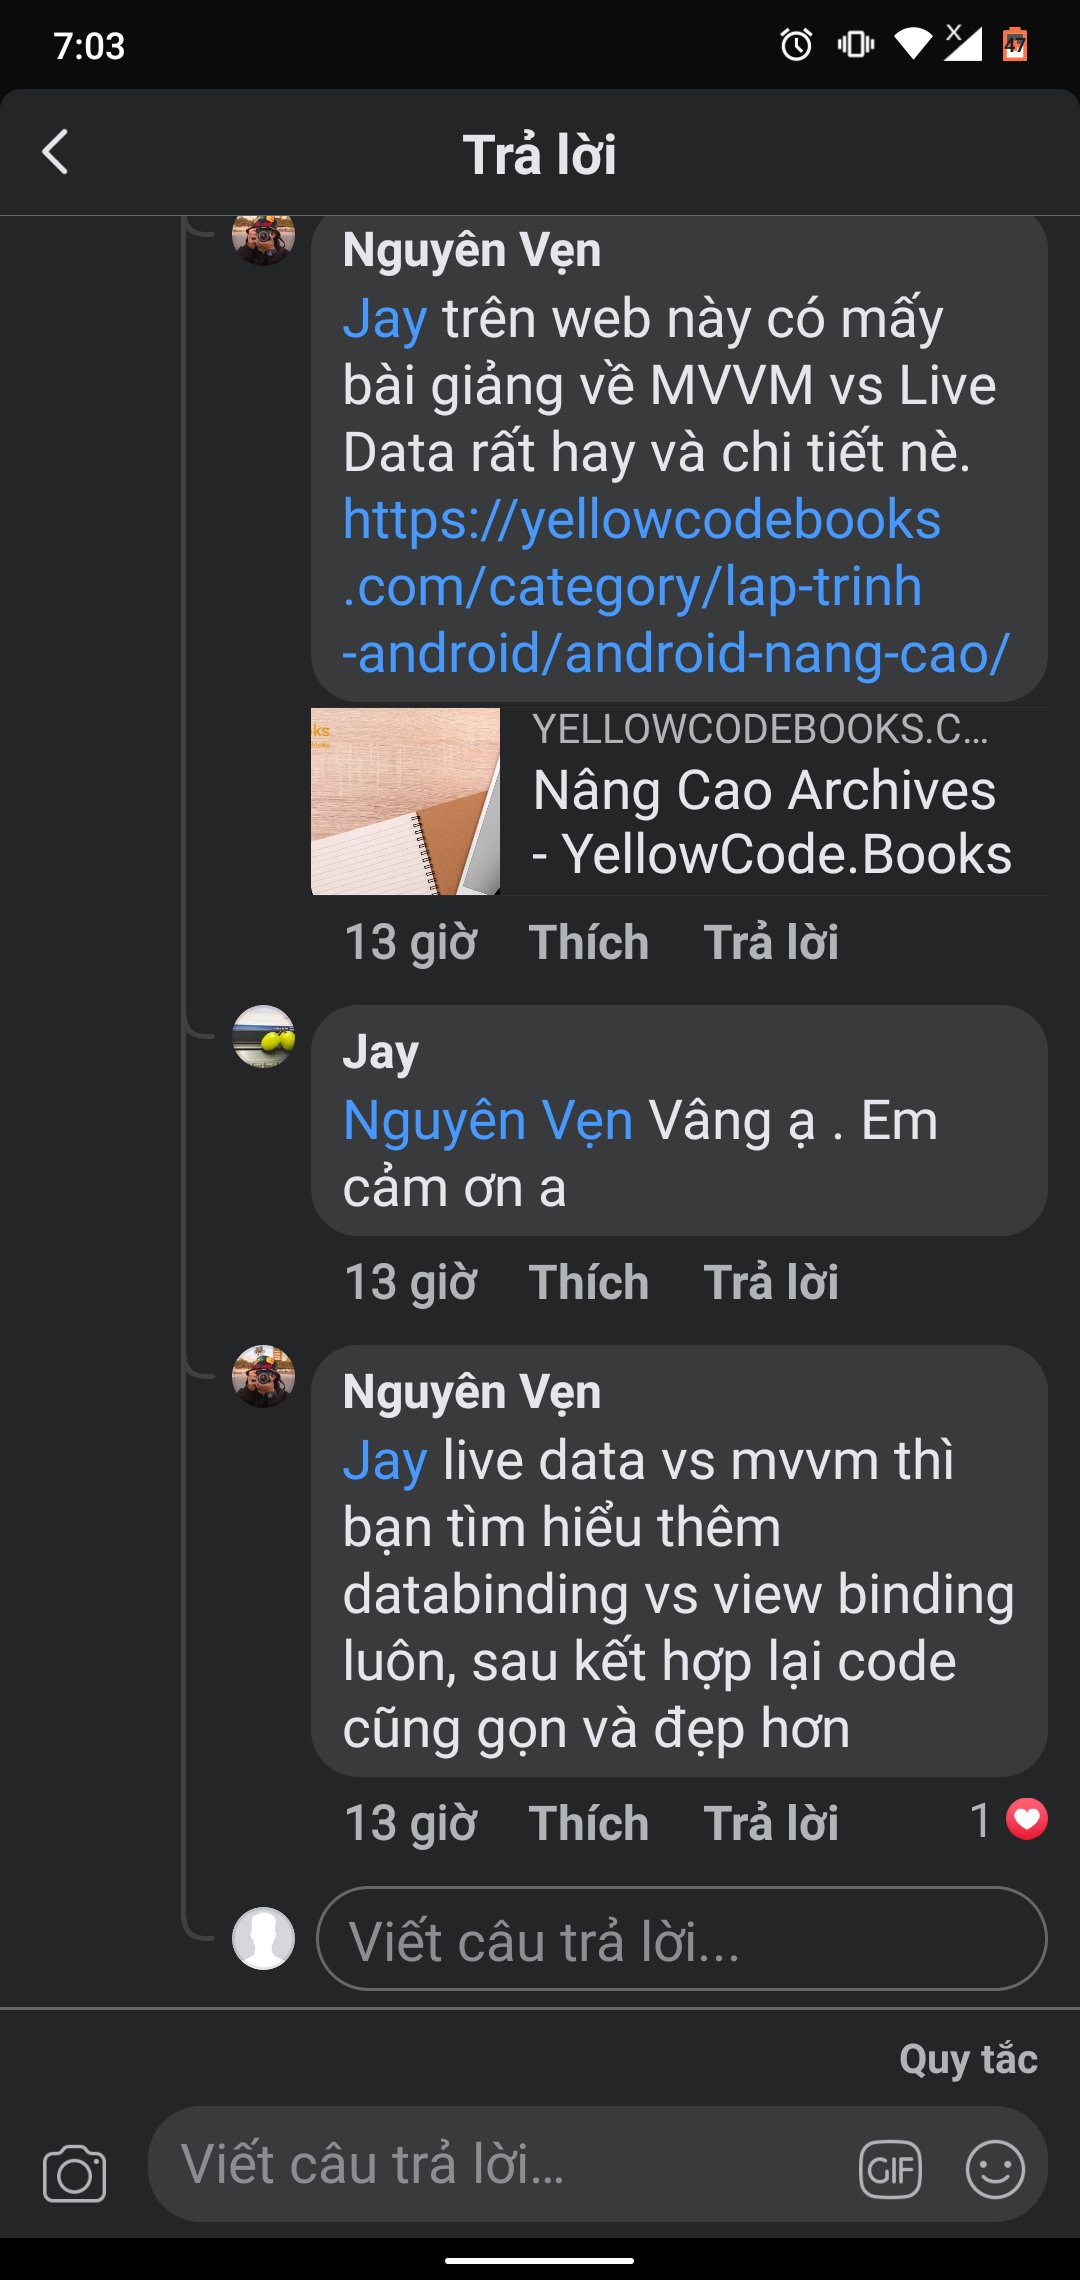 7:03
X
47
Trả lời
Nguyên Vẹn
Jay trên web này có mấy
bài giảng về MVVM vs Live
Data rất hay và chi tiết nè.
https://yellowcodebooks
.com/category/lap-trinh
-android/android-nang-cao/
ks
Books
YELLOWCODEBOOKS.C...
Nâng Cao Archives
- YellowCode.Books
13 giờ Thích Trả lời
Jay
Nguyên Vẹn Vâng ạ . Em
cảm ơn a
13 giờ Thích Trả lời
Nguyên Vẹn
Jay live data vs mvvm thì
bạn tìm hiểu thêm
databinding vs view binding
luôn, sau kết hợp lại code
cũng gọn và đẹp hơn
13 giờ Thích Trả lời 1
Viết câu trả lời...
Quy tắc
Viết câu trả lời... GIF